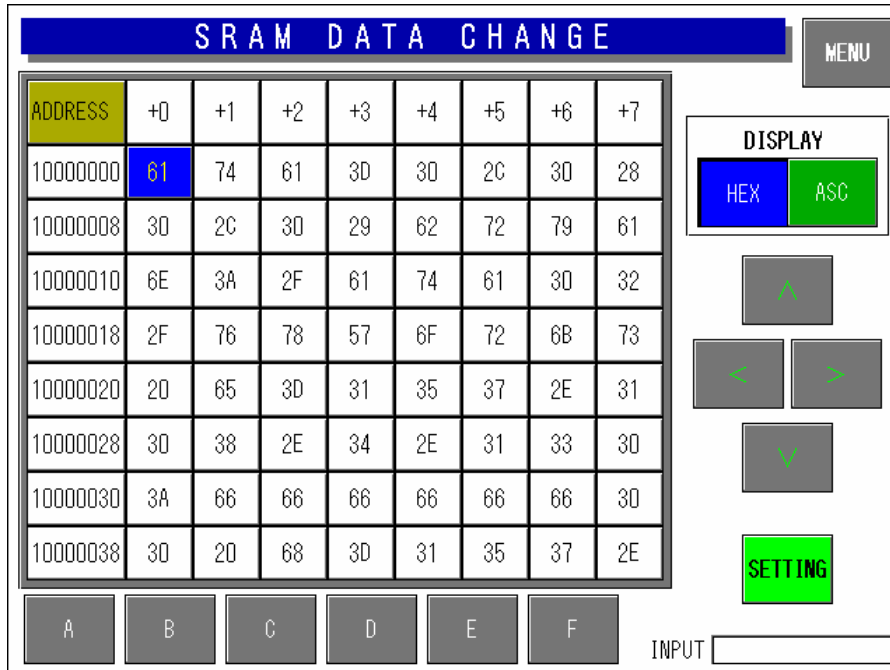 SRAM DATA CHANGE
MENU
ADDRESS +0 +1 +2 +3 +4 +5 +6 +7
10000000 61 74 61 3D 30 2C 30 28
10000008 30 2C 30 29 62 72 79 61
10000010 6E 3A 2F 61 74 61 30 32
10000018 2F 76 78 57 6F 72 6B 73
10000020 20 65 3D 31 35 37 2E 31
10000028 30 38 2E 34 2E 31 33 30
10000030 3A 66 66 66 66 66 66 30
10000038 30 20 68 3D 31 35 37 2E
DISPLAY
HEX ASC
^
< >
V
SETTING
A B C D E F
INPUT